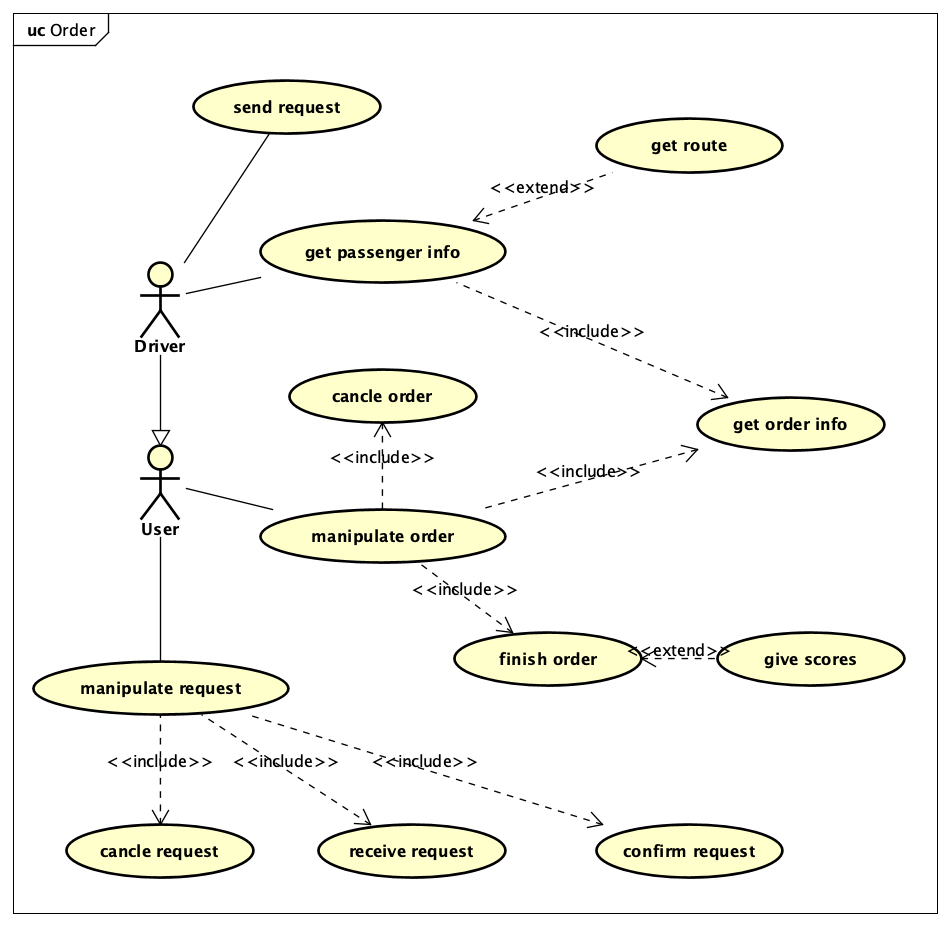 uc Order
send request
get route
<<extend>>
get passenger info
<<include>>
Driver
cancle order
get order info
<<include>>
<<include>>
User
manipulate order
<<include>>
finish order
<<extend>>
give scores
manipulate request
<<include>>
<<include>>
<<include>>
cancle request
receive request
confirm request